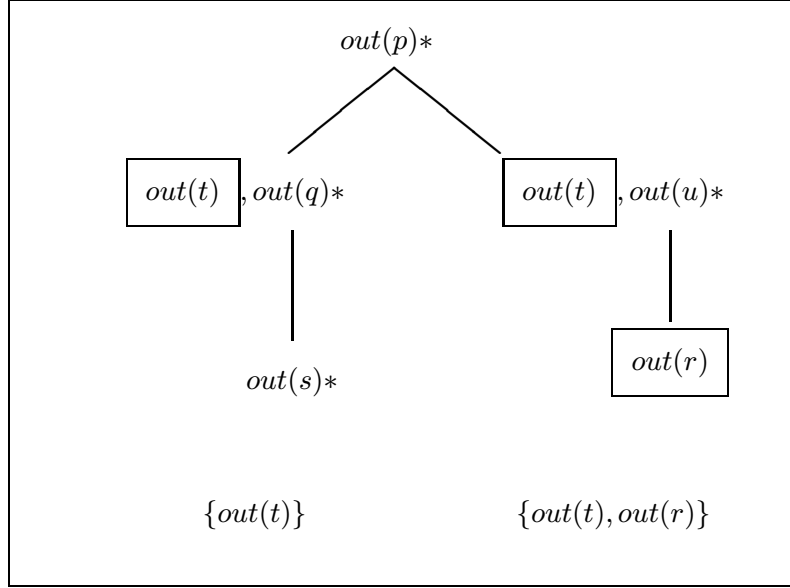 out(p)*
out(t) , out(q)* out(t) , out(u)*
out(r)
out(s)*
{out(t)} {out(t), out(r)}